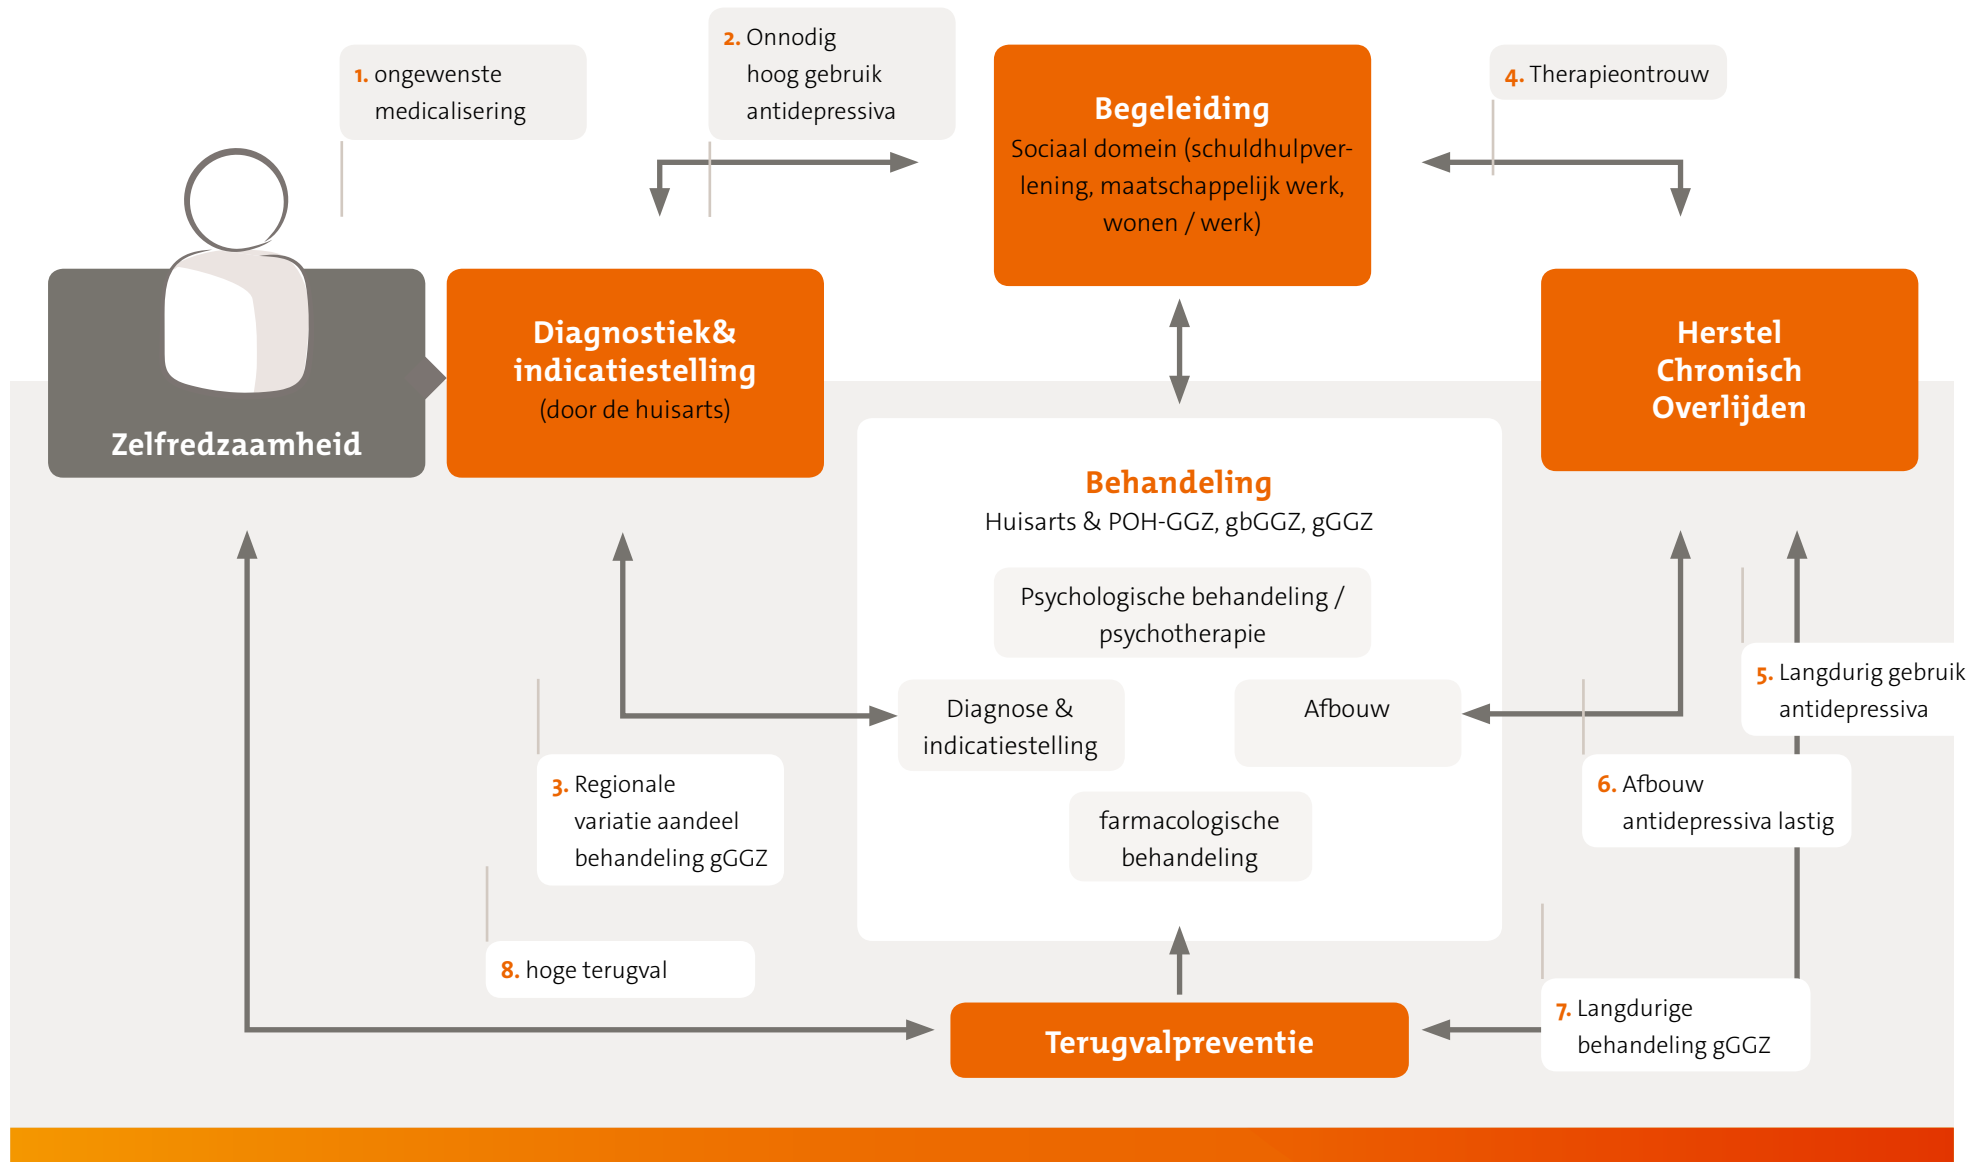 1. ongewenste
medicalisering
2. Onnodig
hoog gebruik
antidepressiva
Begeleiding
Sociaal domein (schuldhulpver-
lening, maatschappelijk werk,
wonen / werk)
4. Therapieontrouw
Zelfredzaamheid
Diagnostiek&
indicatiestelling
(door de huisarts)
Herstel
Chronisch
Overlijden
Behandeling
Huisarts & POH-GGZ, gbGGZ, gGGZ
Psychologische behandeling /
psychotherapie
Diagnose &
indicatiestelling
Afbouw
farmacologische
behandeling
3. Regionale
variatie aandeel
behandeling gGGZ
5. Langdurig gebruik
antidepressiva
6. Afbouw
antidepressiva lastig
8. hoge terugval
7. Langdurige
behandeling gGGZ
Terugvalpreventie